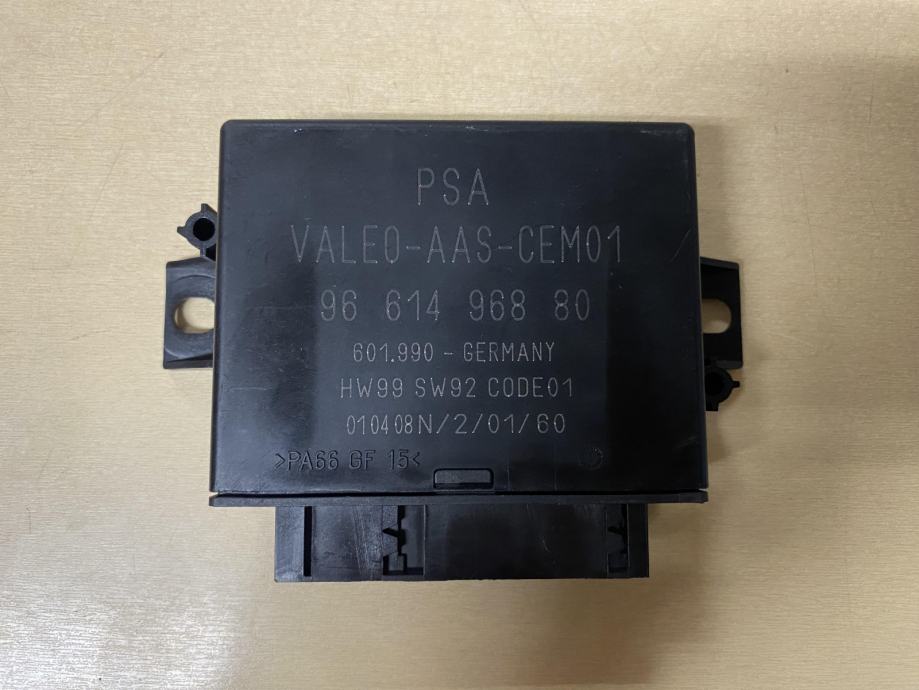 PSA
VALEO-AAS-CEM01
96 614 968 80
601.990 - GERMANY
HW99 SW92 CODE01
010408N/2/01/60
>PA66 GF 15<